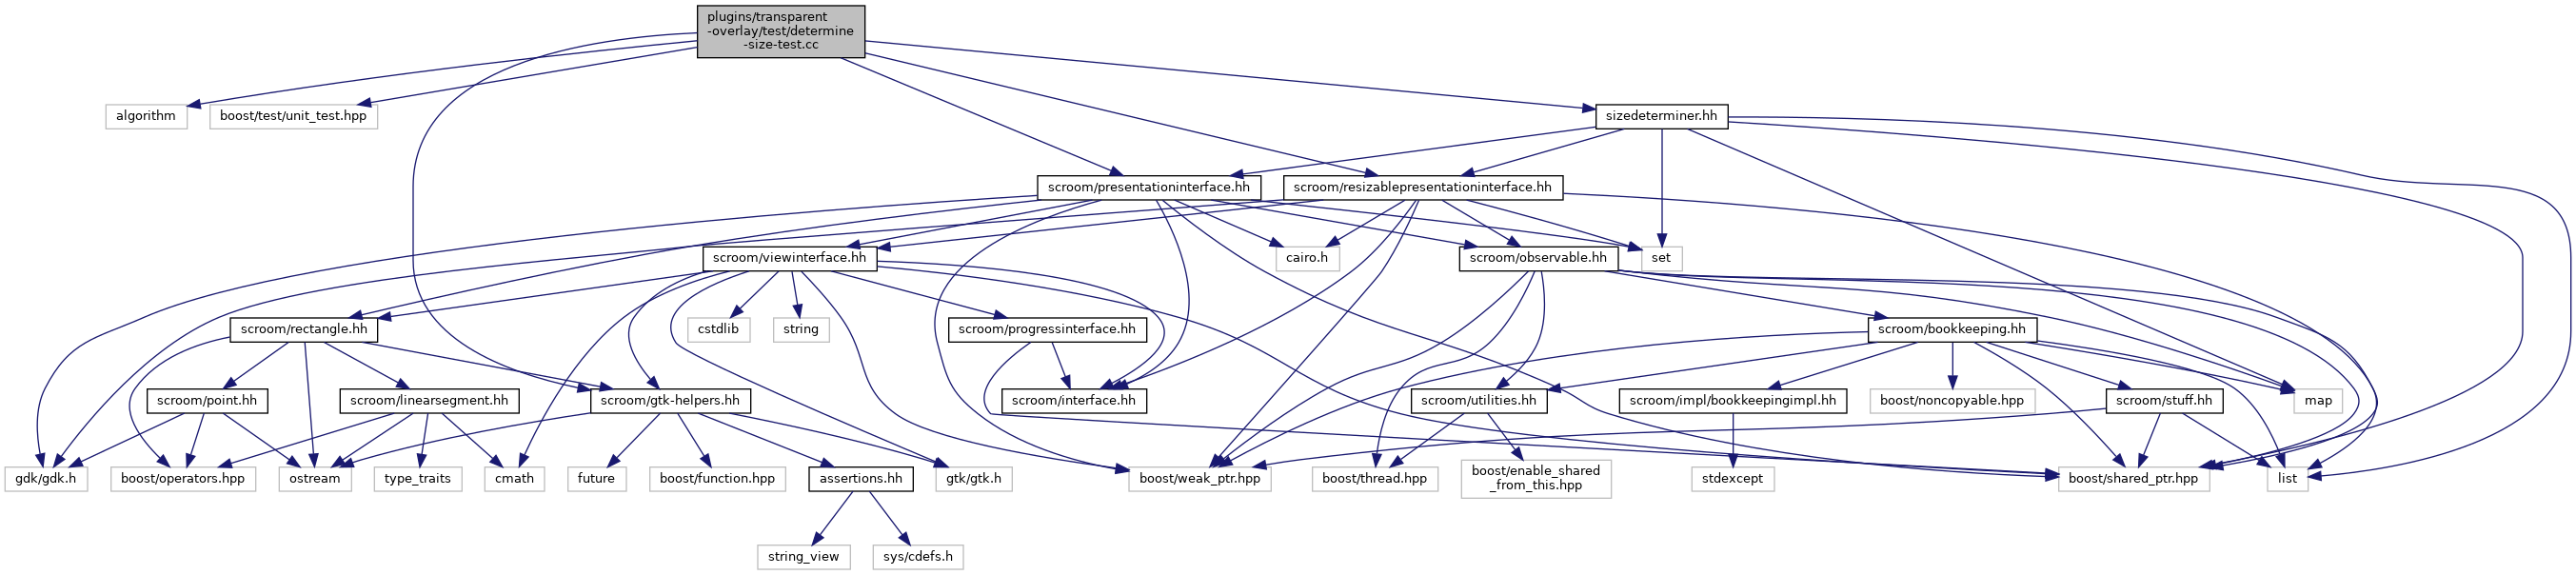 plugins/transparent
-overlay/test/determine
-size-test.cc
algorithm
boost/test/unit_test.hpp
sizedeterminer.hh
scroom/presentationinterface.hh
scroom/resizablepresentationinterface.hh
scroom/viewinterface.hh
cairo.h
scroom/observable.hh
set
scroom/rectangle.hh
cstdlib
string
scroom/progressinterface.hh
scroom/bookkeeping.hh
scroom/point.hh
scroom/linearsegment.hh
scroom/gtk-helpers.hh
scroom/interface.hh
scroom/utilities.hh
scroom/impl/bookkeepingimpl.hh
boost/noncopyable.hpp
scroom/stuff.hh
map
gdk/gdk.h
boost/operators.hpp
ostream
type_traits
cmath
future
boost/function.hpp
assertions.hh
gtk/gtk.h
boost/weak_ptr.hpp
boost/thread.hpp
boost/enable_shared
_from_this.hpp
stdexcept
boost/shared_ptr.hpp
list
string_view
sys/cdefs.h